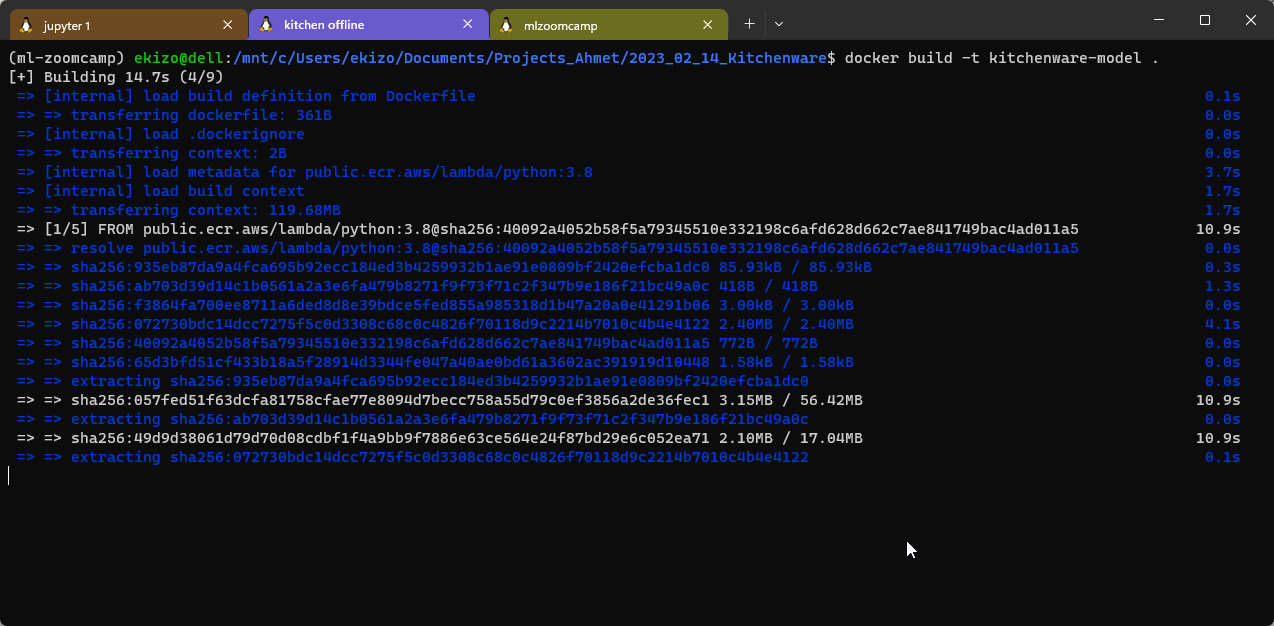 jupyter 1
kitchen offline
mlzoomcamp
(ml-zoomcamp) ekizo@dell:/mnt/c/Users/ekizo/Documents/Projects_Ahmet/2023_02_14_Kitchenware$ docker build -t kitchenware-model .
[+] Building 14.7s (4/9)
=> [internal] load build definition from Dockerfile 0.1s
=> => transferring dockerfile: 361B 0.0s
=> [internal] load .dockerignore 0.0s
=> => transferring context: 2B 0.0s
=> [internal] load metadata for public.ecr.aws/lambda/python:3.8 3.7s
=> [internal] load build context 1.7s
=> => transferring context: 119.68MB 1.7s
=> [1/5] FROM public.ecr.aws/lambda/python:3.8@sha256:40092a4052b58f5a79345510e332198c6afd628d662c7ae841749bac4ad011a5 10.9s
=> => resolve public.ecr.aws/lambda/python:3.8@sha256:40092a4052b58f5a79345510e332198c6afd628d662c7ae841749bac4ad011a5 0.0s
=> => sha256:935eb87da9a4fca695b92ecc184ed3b4259932b1ae91e0809bf2420efcba1dc0 85.93kB / 85.93kB 0.3s
=> => sha256:ab703d39d14c1b0561a2a3e6fa479b8271f9f73f71c2f347b9e186f21bc49a0c 418B / 418B 1.3s
=> => sha256:f3864fa700ee8711a6ded8d8e39bdce5fed855a985318d1b47a20a0e41291b06 3.00kB / 3.00kB 0.0s
=> => sha256:072730bdc14dcc7275f5c0d3308c68c0c4826f70118d9c2214b7010c4b4e4122 2.40MB / 2.40MB 4.1s
=> => sha256:40092a4052b58f5a79345510e332198c6afd628d662c7ae841749bac4ad011a5 772B / 772B 0.0s
=> => sha256:65d3bfd51cf433b18a5f28914d3344fe047a40ae0bd61a3602ac391919d10448 1.58kB / 1.58kB 0.0s
=> => extracting sha256:935eb87da9a4fca695b92ecc184ed3b4259932b1ae91e0809bf2420efcba1dc0 0.0s
=> => sha256:057fed51f63dcfa81758cfae77e8094d7becc758a55d79c0ef3856a2de36fec1 3.15MB / 56.42MB 10.9s
=> => extracting sha256:ab703d39d14c1b0561a2a3e6fa479b8271f9f73f71c2f347b9e186f21bc49a0c 0.0s
=> => sha256:49d9d38061d79d70d08cdbf1f4a9bb9f7886e63ce564e24f87bd29e6c052ea71 2.10MB / 17.04MB 10.9s
=> => extracting sha256:072730bdc14dcc7275f5c0d3308c68c0c4826f70118d9c2214b7010c4b4e4122 0.1s